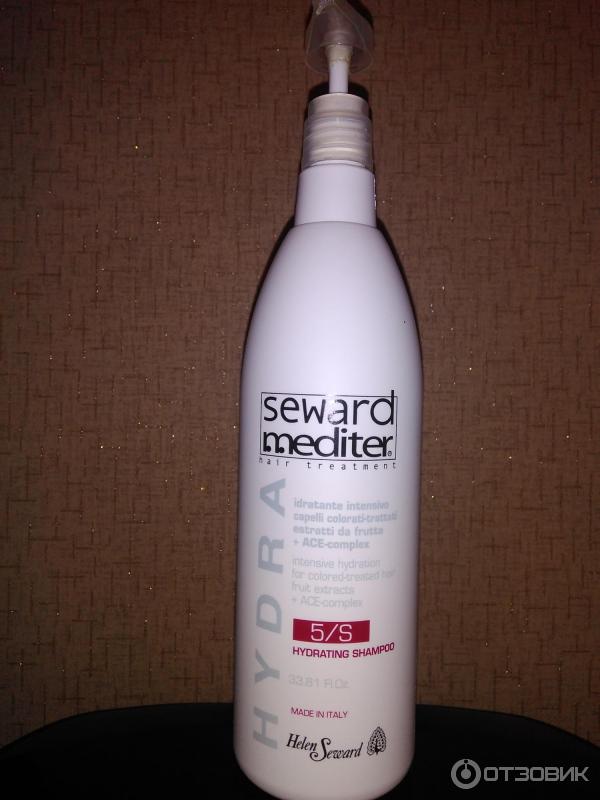 seward
mediter®
hair treatment
HYDRA
idratante intensivo
capelli colorati-trattati
estratti da frutta
+ ACE-complex
intensive hydration
for colored-treated hair
fruit extracts
+ ACE-complex
5/S
HYDRATING SHAMPOO
33.81 Fl.Oz.
MADE IN ITALY
Helen Seward
ОТЗОВИК